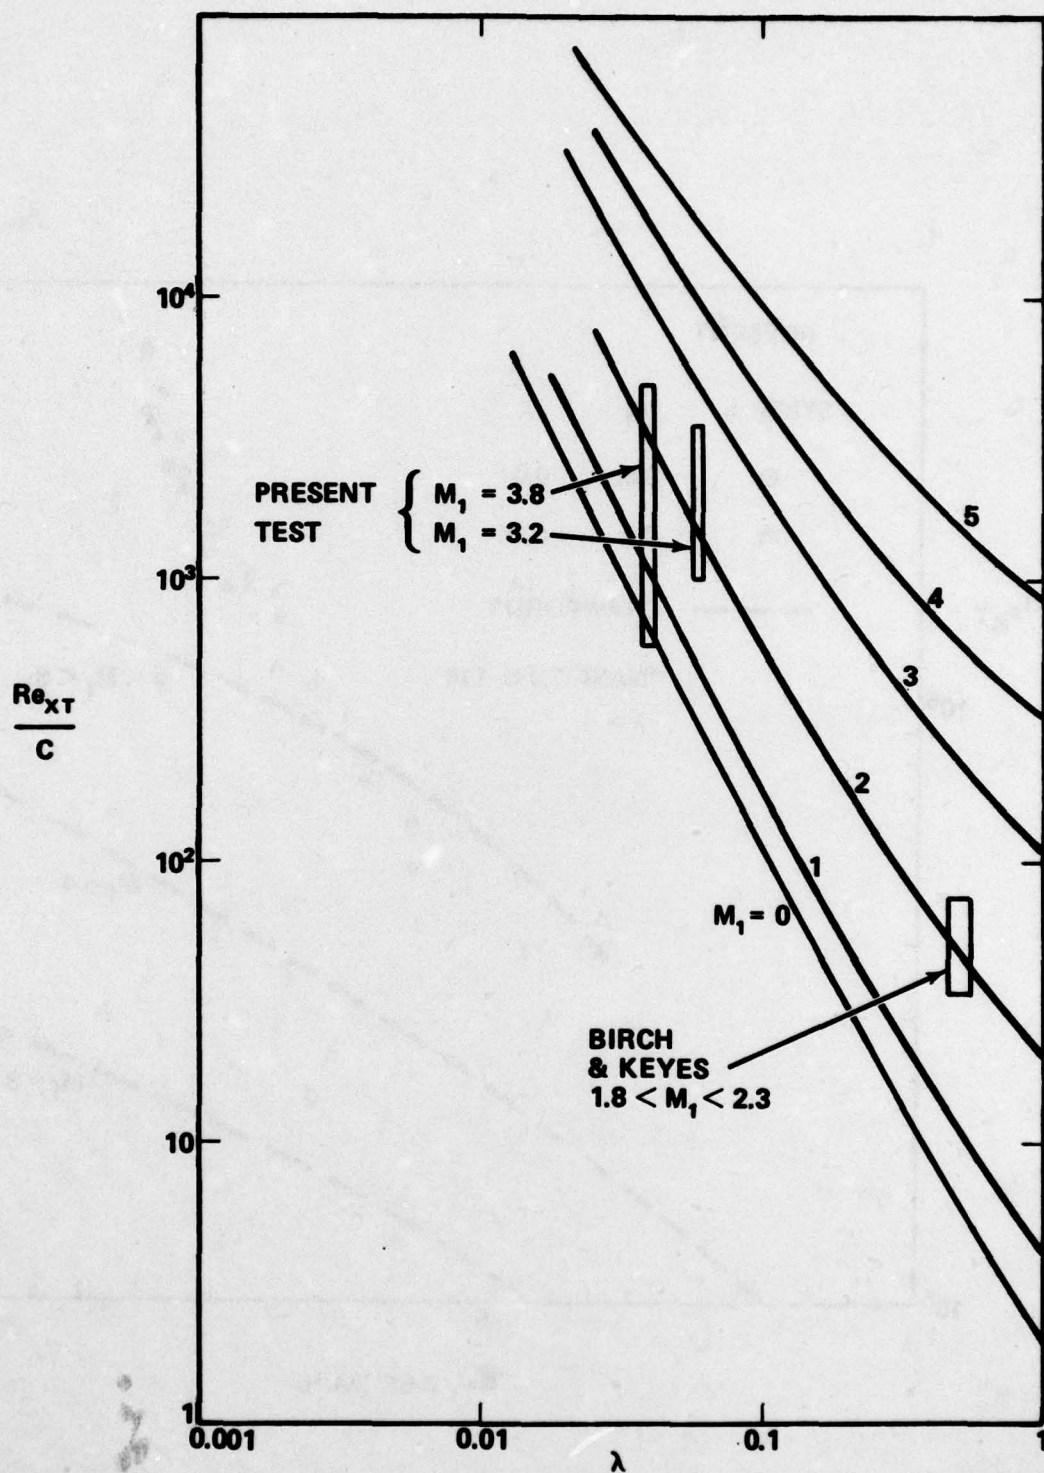 10⁴
10³
10²
10
1
Re_XT
C
PRESENT
TEST
M₁ = 3.8
M₁ = 3.2
5
4
3
2
1
M₁ = 0
BIRCH
& KEYES
1.8 < M₁ < 2.3
0.001
0.01
0.1
1
λ